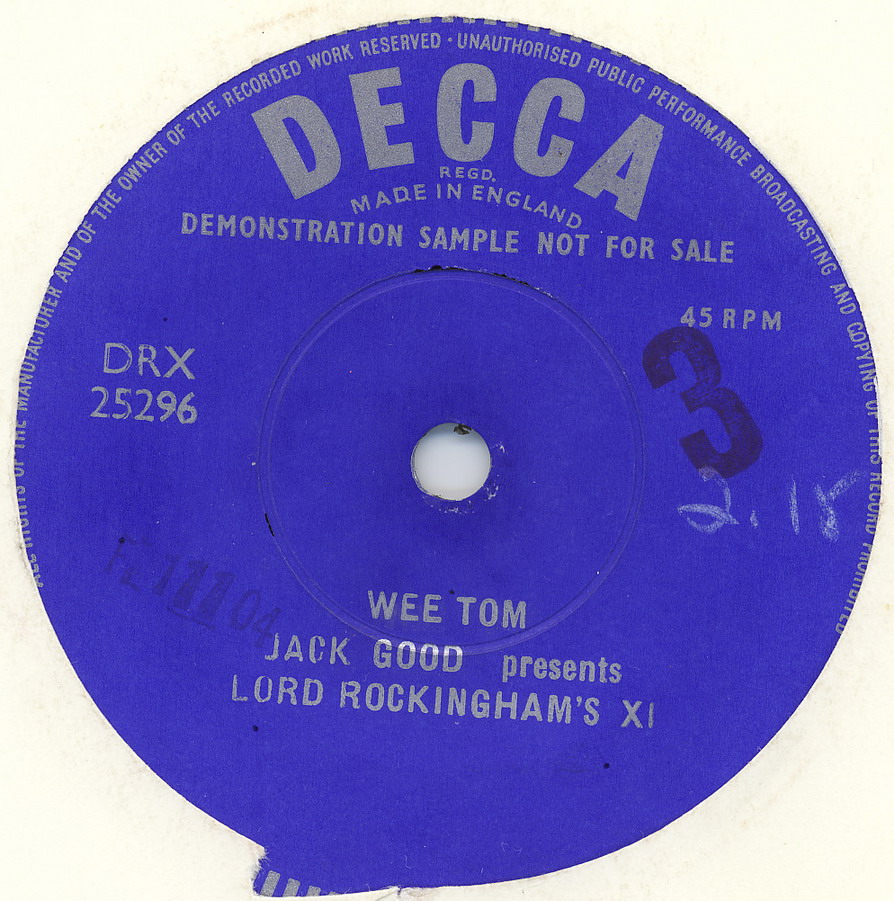 ALL RIGHTS OF THE MANUFACTURER AND OF THE OWNER OF THE RECORDED WORK RESERVED · UNAUTHORISED PUBLIC PERFORMANCE BROADCASTING AND COPYING OF THIS RECORD PROHIBITED
DECCA
REGD.
MADE IN ENGLAND
DEMONSTRATION SAMPLE NOT FOR SALE
45 RPM
DRX
25296
3
2.18
WEE TOM
JACK GOOD presents
LORD ROCKINGHAM'S XI